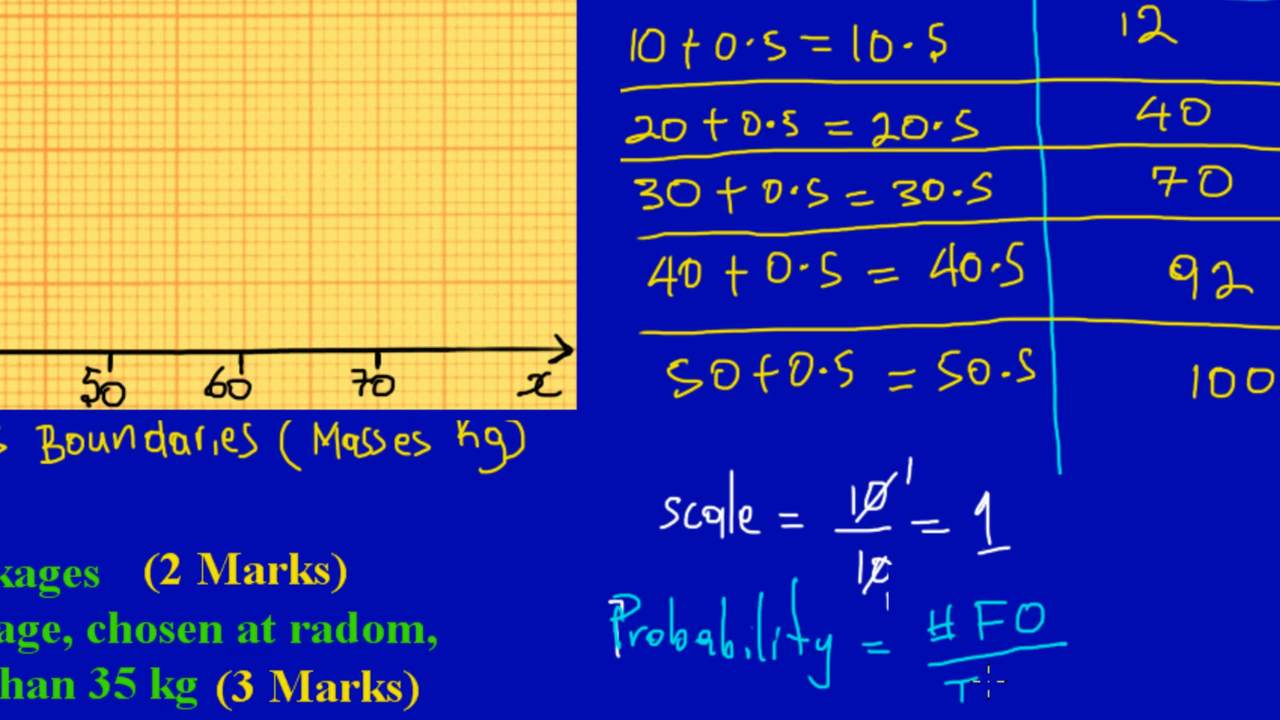 10 + 0.5 = 10.5 12
20 + 0.5 = 20.5 40
30 + 0.5 = 30.5 70
40 + 0.5 = 40.5 92
50 + 0.5 = 50.5 100
50 60 70 x
s Boundaries (Masses Kg)
scale = 10/10 = 1
1
1
kages (2 Marks)
age, chosen at radom,
han 35 kg (3 Marks)
Probability = #FO
T